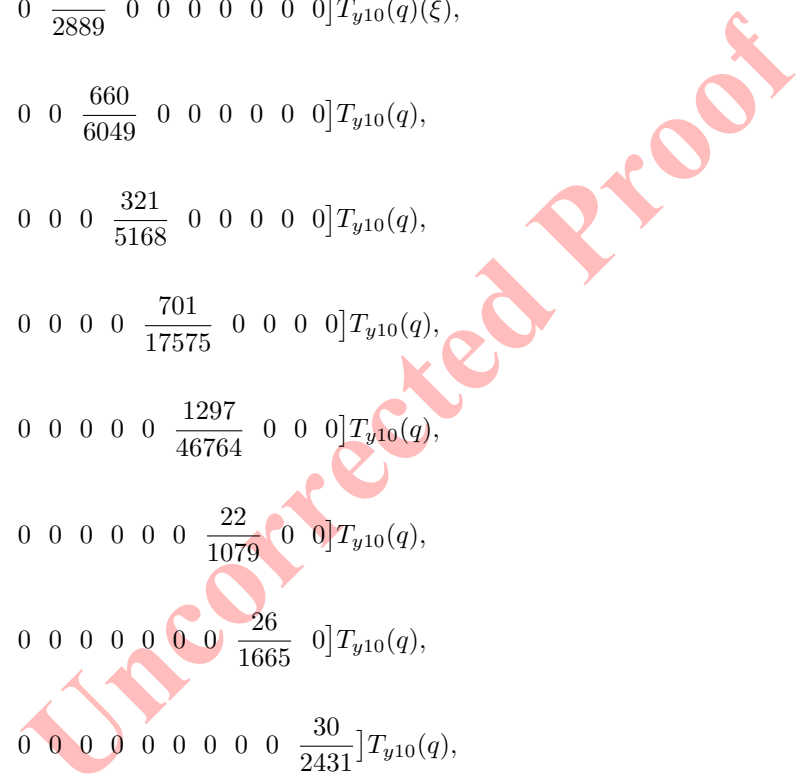 0 \frac{}{2889} 0 0 0 0 0 0 0]T_{y10}(q)(ξ),
0 0 \frac{660}{6049} 0 0 0 0 0 0]T_{y10}(q),
0 0 0 \frac{321}{5168} 0 0 0 0 0]T_{y10}(q),
0 0 0 0 \frac{701}{17575} 0 0 0 0]T_{y10}(q),
0 0 0 0 0 \frac{1297}{46764} 0 0 0]T_{y10}(q),
0 0 0 0 0 0 \frac{22}{1079} 0 0]T_{y10}(q),
0 0 0 0 0 0 0 \frac{26}{1665} 0]T_{y10}(q),
0 0 0 0 0 0 0 0 0 \frac{30}{2431}]T_{y10}(q),
Uncorrected Proof